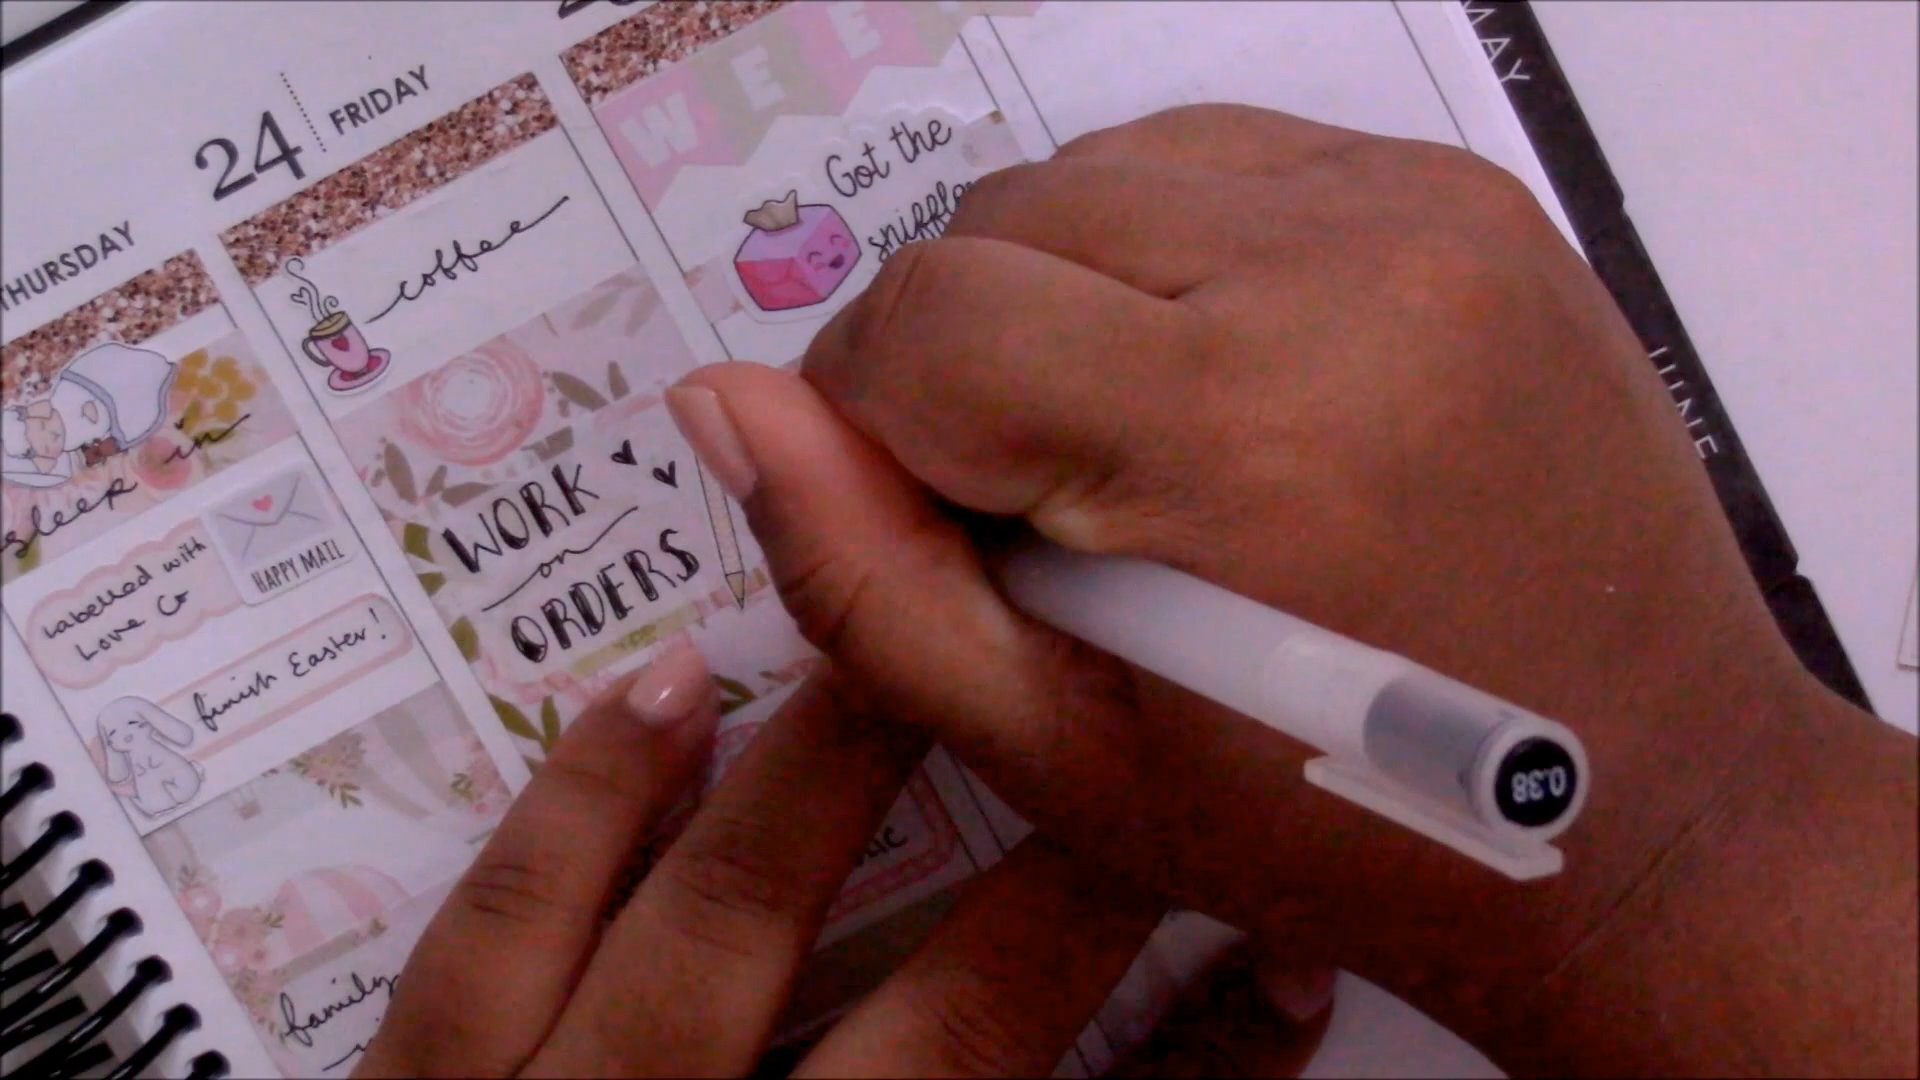 THURSDAY
sleep in
Labelled with
Love Co
HAPPY MAIL
finish Easter!
family
24 FRIDAY
coffee
WORK
on
ORDERS
WEE
Got the
MAY
JUNE
0.38